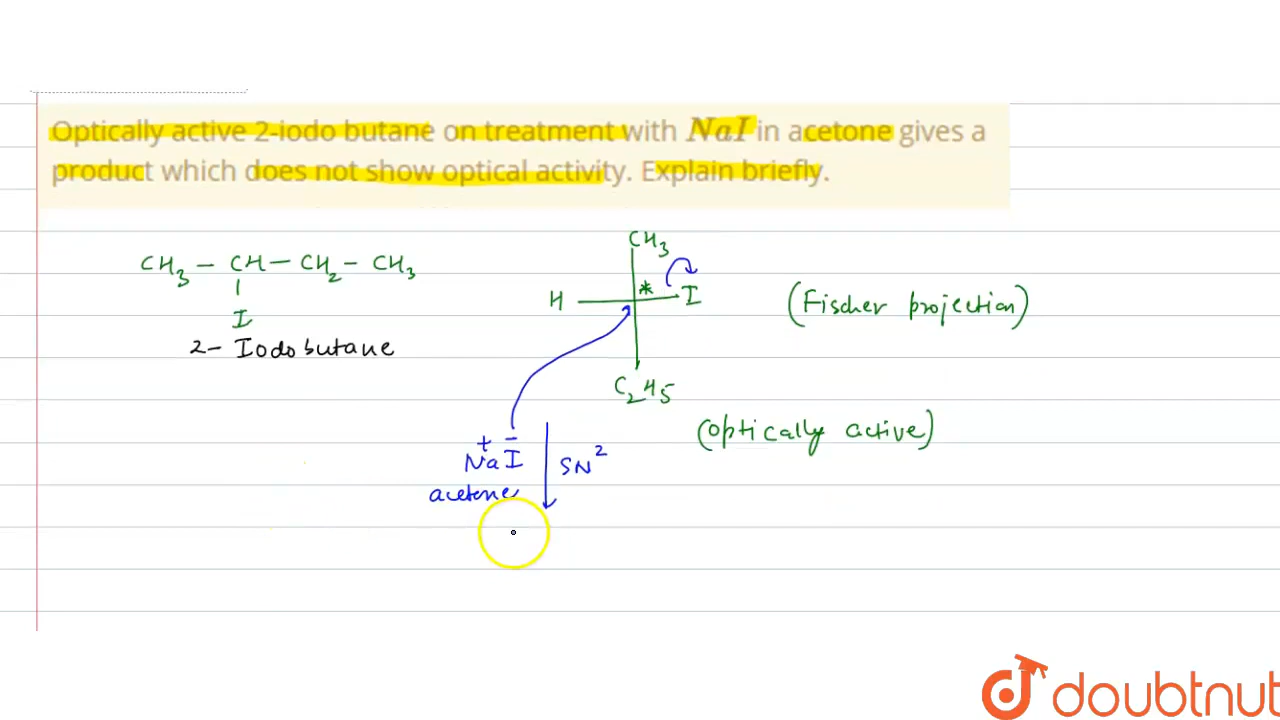 Optically active 2-iodo butane on treatment with NaI in acetone gives a
product which does not show optical activity. Explain briefly.
CH3 - CH - CH2 - CH3
I
2- Iodobutane
CH3
H * I
C2H5
(Fischer projection)
(optically active)
+ -
NaI
acetone
SN2
doubtnut